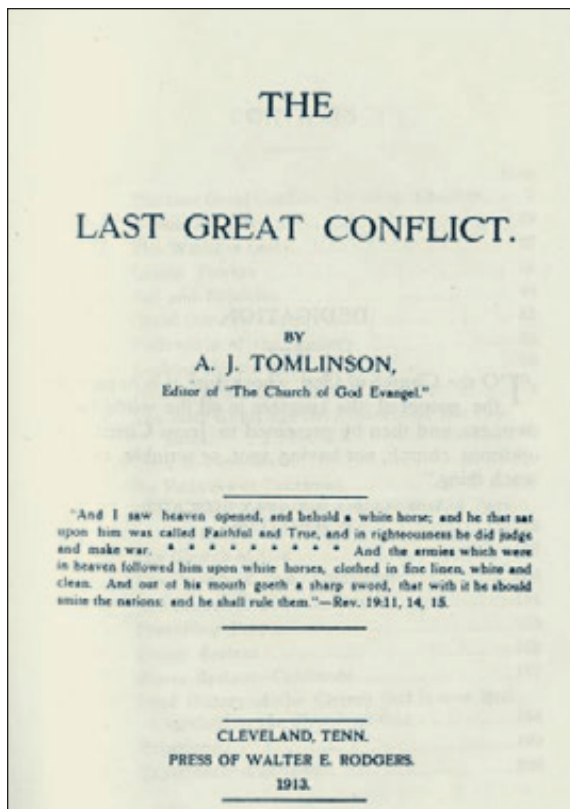 THE
LAST GREAT CONFLICT.
BY
A. J. TOMLINSON,
Editor of "The Church of God Evangel."
"And I saw heaven opened, and behold a white horse; and he that sat
upon him was called Faithful and True, and in righteousness he did judge
and make war. * * * * * * * * * And the armies which were
in heaven followed him upon white horses, clothed in fine linen, white and
clean. And out of his mouth goeth a sharp sword, that with it he should
smite the nations: and he shall rule them."—Rev. 19:11, 14, 15.
CLEVELAND, TENN.
PRESS OF WALTER E. RODGERS.
1913.